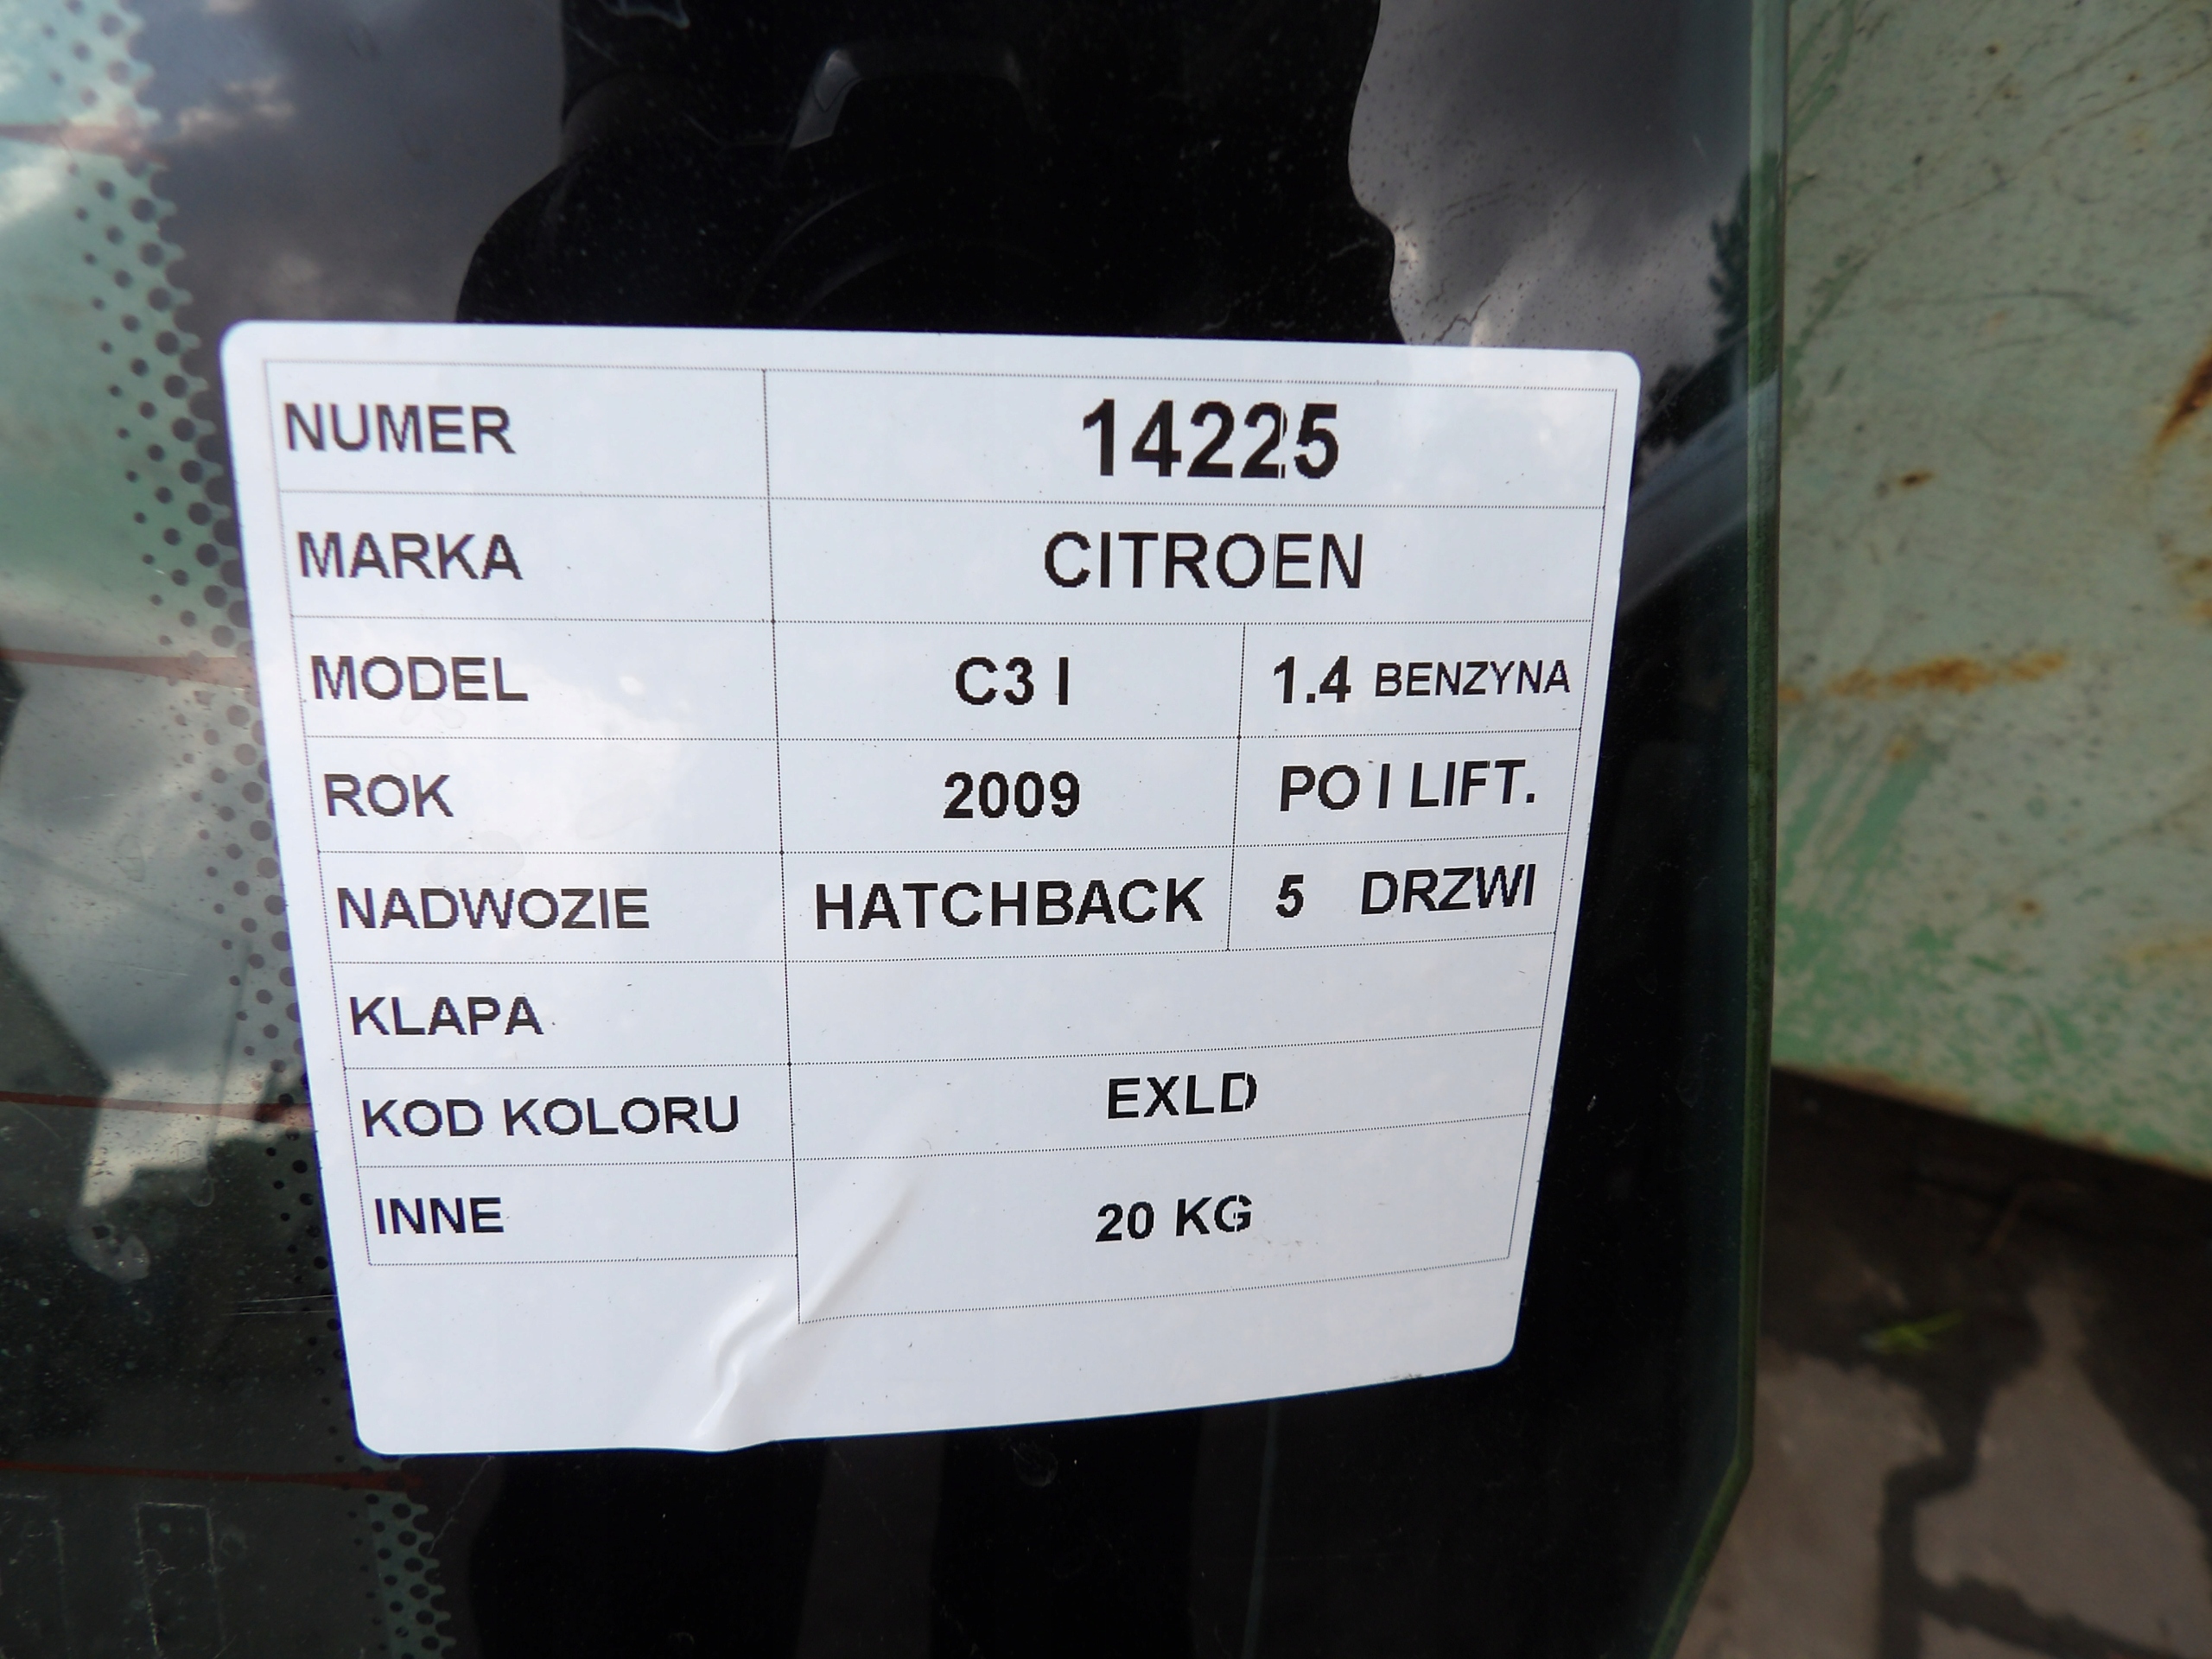 NUMER 14225
MARKA CITROEN
MODEL C3 I 1.4 BENZYNA
ROK 2009 PO I LIFT.
NADWOZIE HATCHBACK 5 DRZWI
KLAPA
KOD KOLORU EXLD
INNE 20 KG